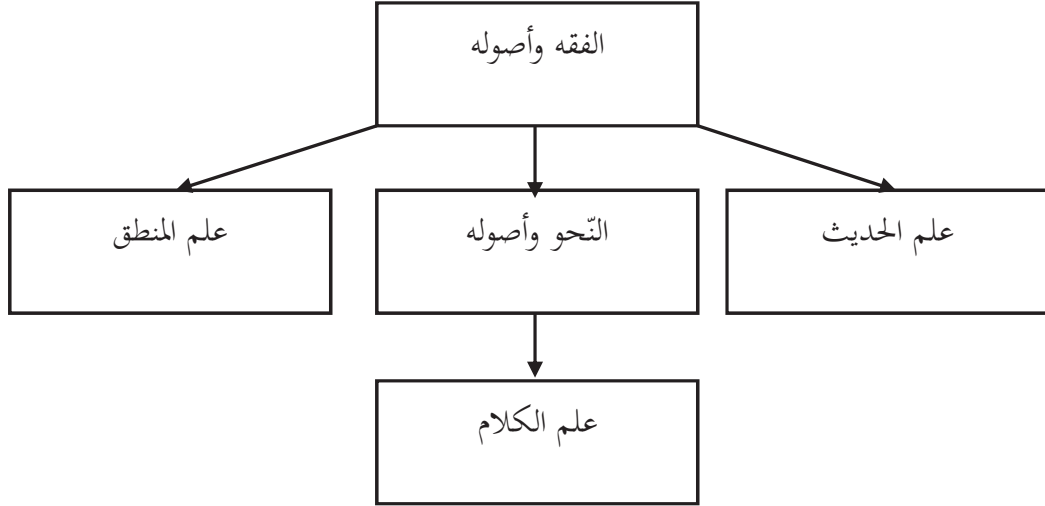 الفقه وأصوله
علم الحديث
النّحو وأصوله
علم المنطق
علم الكلام